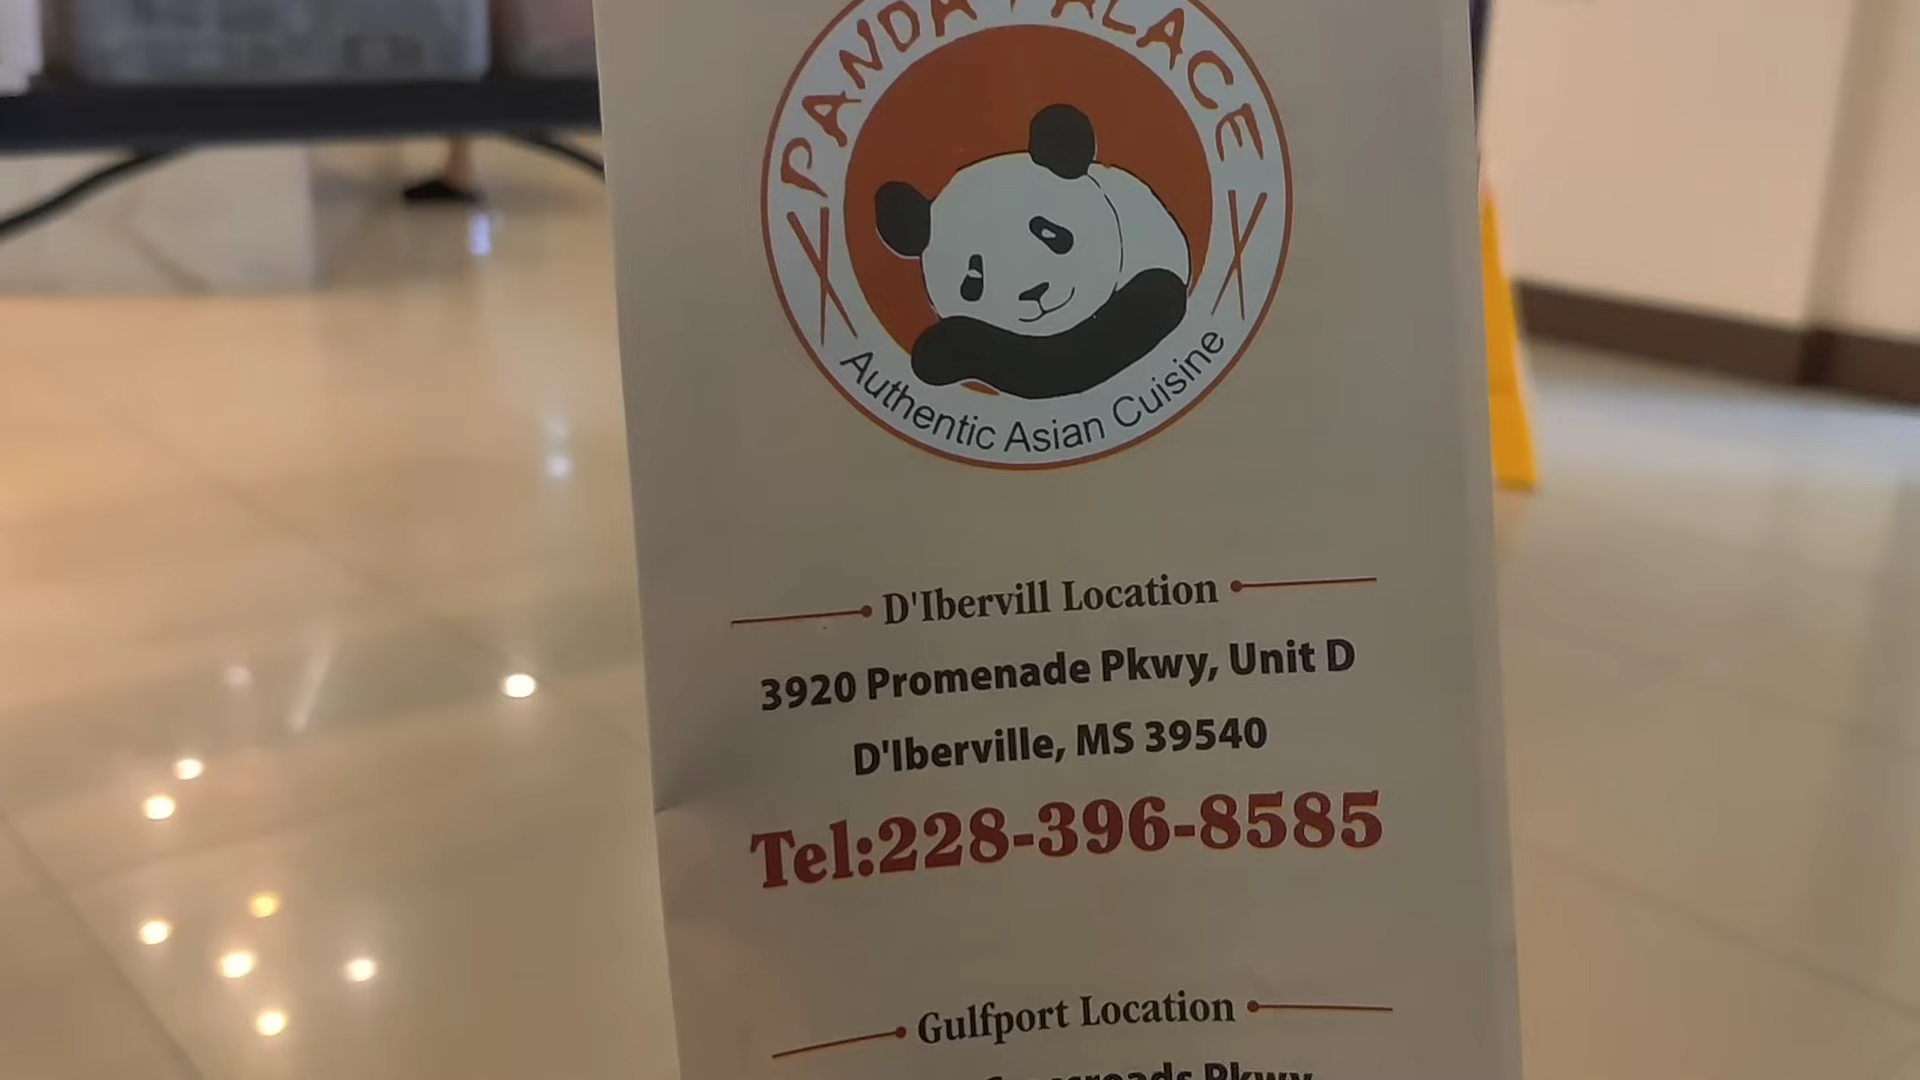 PANDA PALACE
Authentic Asian Cuisine
D'Ibervill Location
3920 Promenade Pkwy, Unit D
D'Iberville, MS 39540
Tel:228-396-8585
Gulfport Location
Pkwy